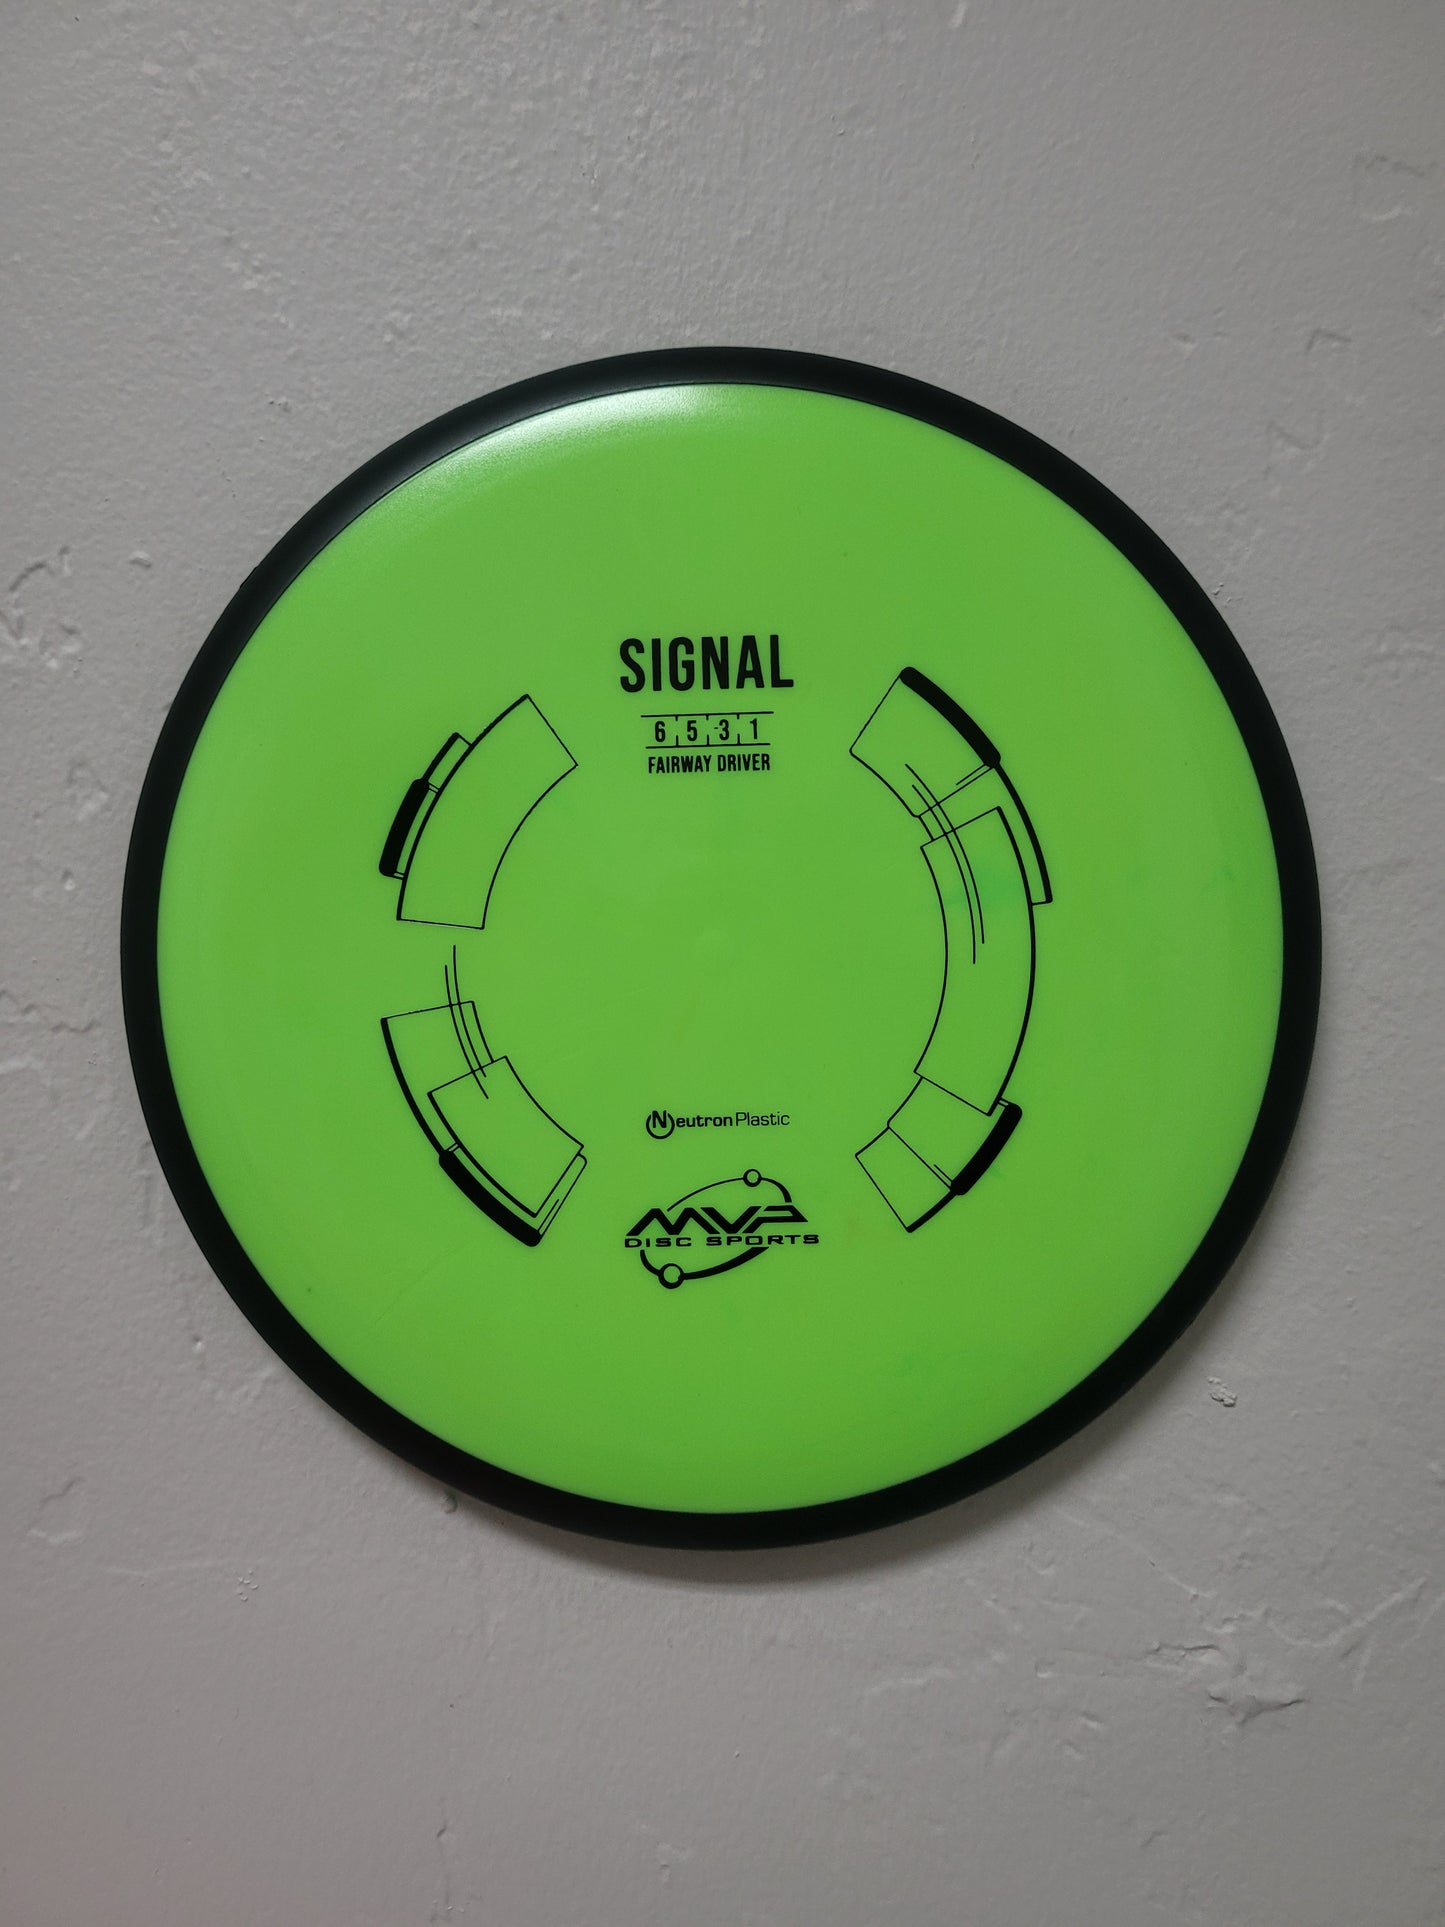 SIGNAL
6 5 -3 1
FAIRWAY DRIVER
Neutron Plastic
MVP
DISC SPORTS